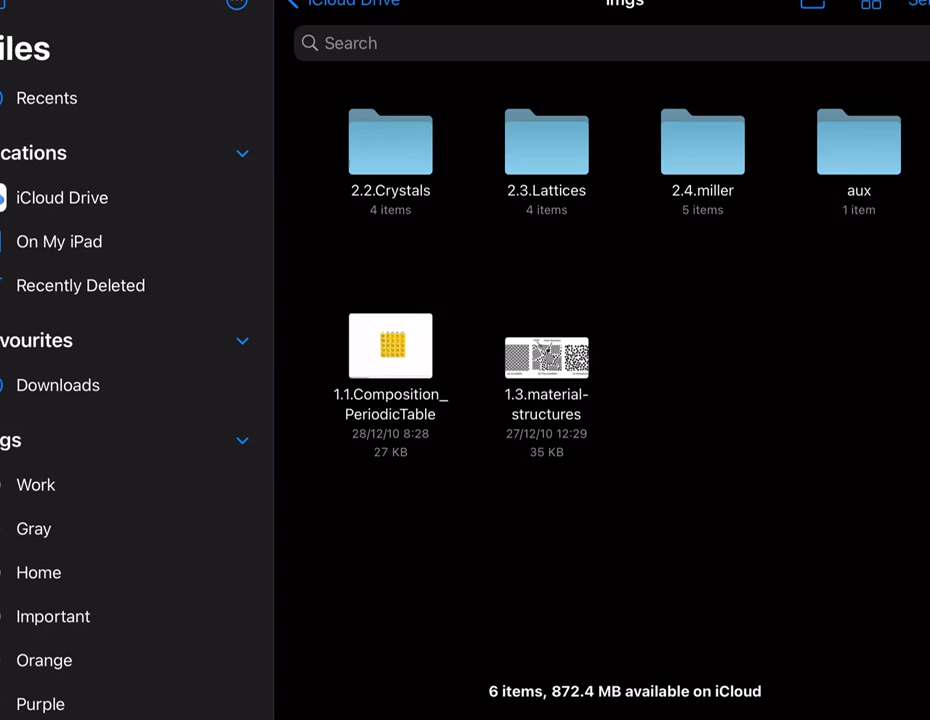 iCloud Drive
imgs
iles
Search
Recents
cations
iCloud Drive
On My iPad
Recently Deleted
vourites
Downloads
gs
Work
Gray
Home
Important
Orange
Purple
2.2.Crystals
4 items
2.3.Lattices
4 items
2.4.miller
5 items
aux
1 item
1.1.Composition_
PeriodicTable
28/12/10 8:28
27 KB
1.3.material-
structures
27/12/10 12:29
35 KB
6 items, 872.4 MB available on iCloud